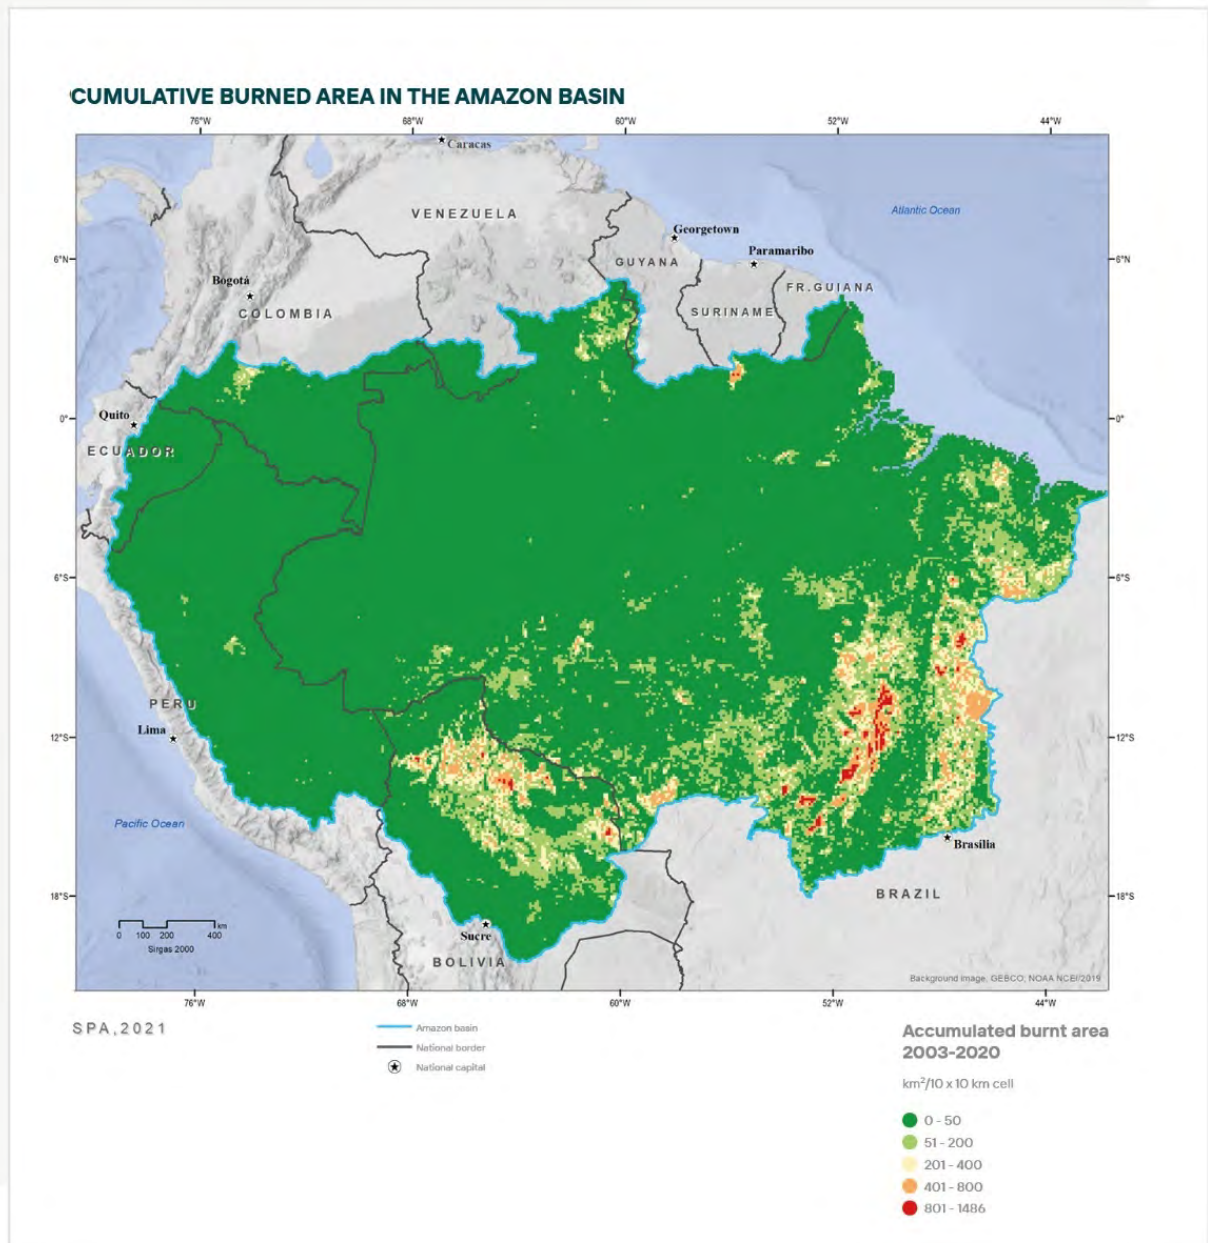 CUMULATIVE BURNED AREA IN THE AMAZON BASIN
76°W 68°W 60°W 52°W 44°W
Caracas
VENEZUELA
Atlantic Ocean
Georgetown
Paramaribo
6°N 6°N
GUYANA
Bogotá
FR.GUIANA
COLOMBIA
SURINAME
Quito
0° 0°
ECUADOR
6°S 6°S
PERU
Lima
12°S 12°S
Pacific Ocean
Brasília
BRAZIL
18°S 18°S
0 100 200 400 km
Sirgas 2000
Sucre
BOLIVIA
Background image: GEBCO, NOAA NCEI/2019
76°W 68°W 60°W 52°W 44°W
SPA,2021
Amazon basin
National border
National capital
Accumulated burnt area
2003-2020
km²/10 x 10 km cell
0 - 50
51 - 200
201 - 400
401 - 800
801 - 1486